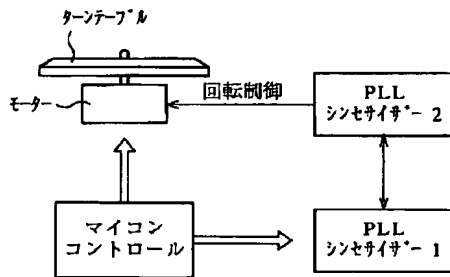 ターンテーブル
モーター
回転制御
PLL
シンセサイザー 2
マイコン
コントロール
PLL
シンセサイザー 1